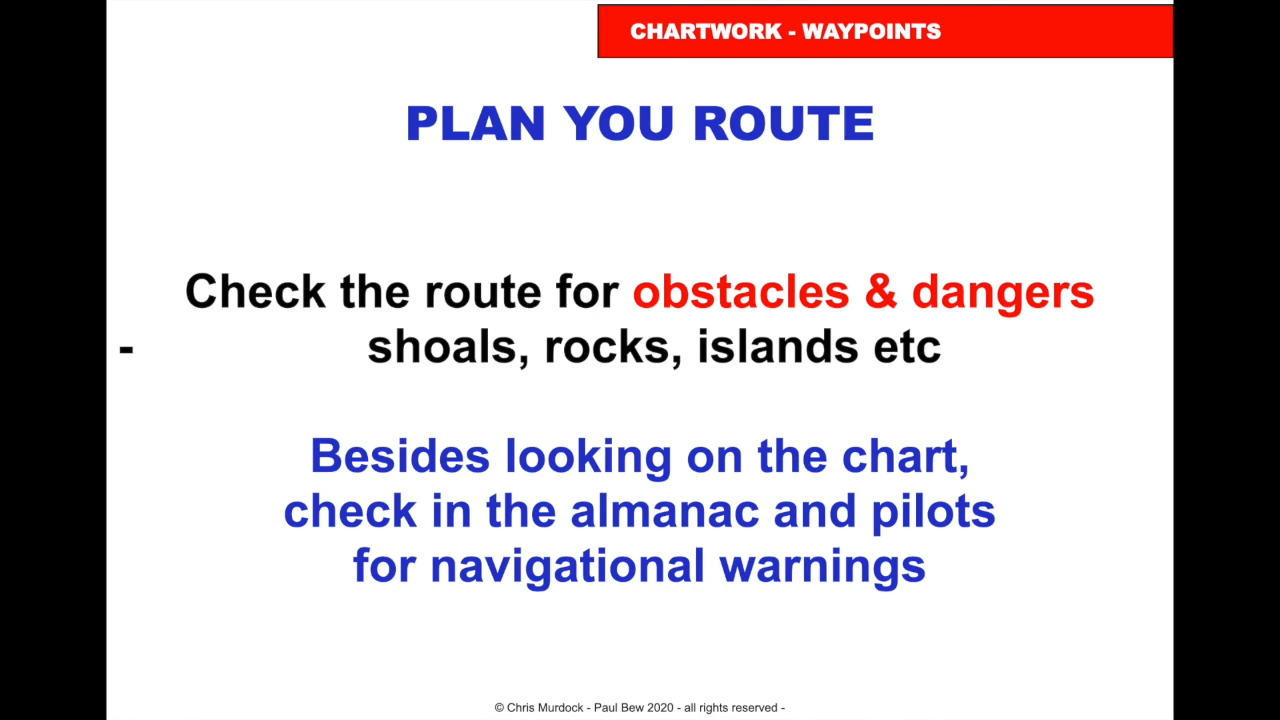 CHARTWORK - WAYPOINTS
PLAN YOU ROUTE
Check the route for obstacles & dangers
- shoals, rocks, islands etc
Besides looking on the chart,
check in the almanac and pilots
for navigational warnings
© Chris Murdock - Paul Bew 2020 - all rights reserved -